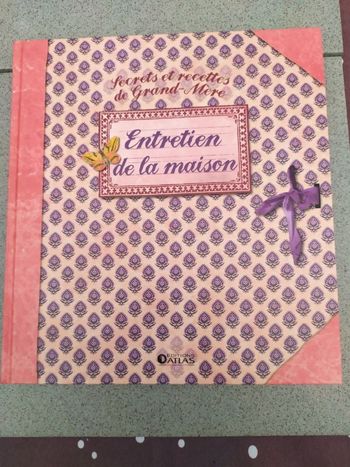 Secrets et recettes
de Grand-Mère
Entretien
de la maison
EDITIONS
ATLAS